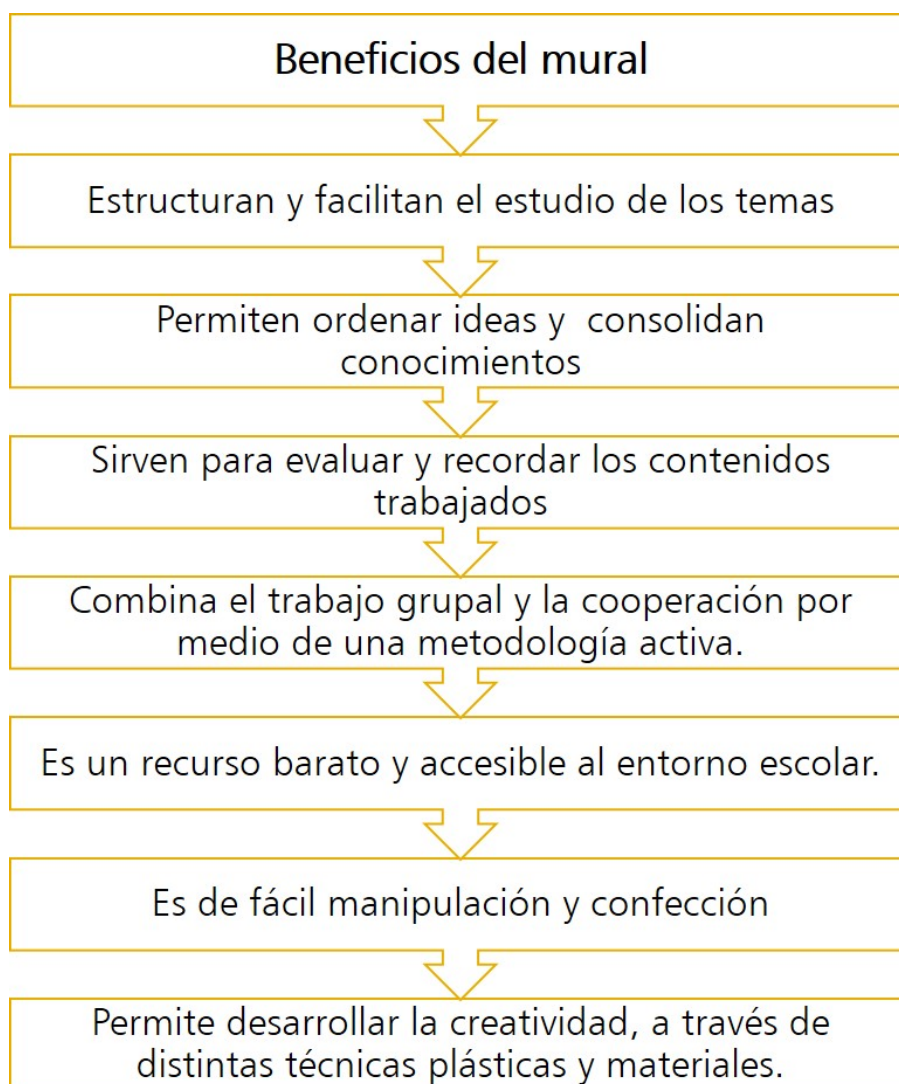 Beneficios del mural
Estructuran y facilitan el estudio de los temas
Permiten ordenar ideas y  consolidan
conocimientos
Sirven para evaluar y recordar los contenidos
trabajados
Combina el trabajo grupal y la cooperación por
medio de una metodología activa.
Es un recurso barato y accesible al entorno escolar.
Es de fácil manipulación y confección
Permite desarrollar la creatividad, a través de
distintas técnicas plásticas y materiales.